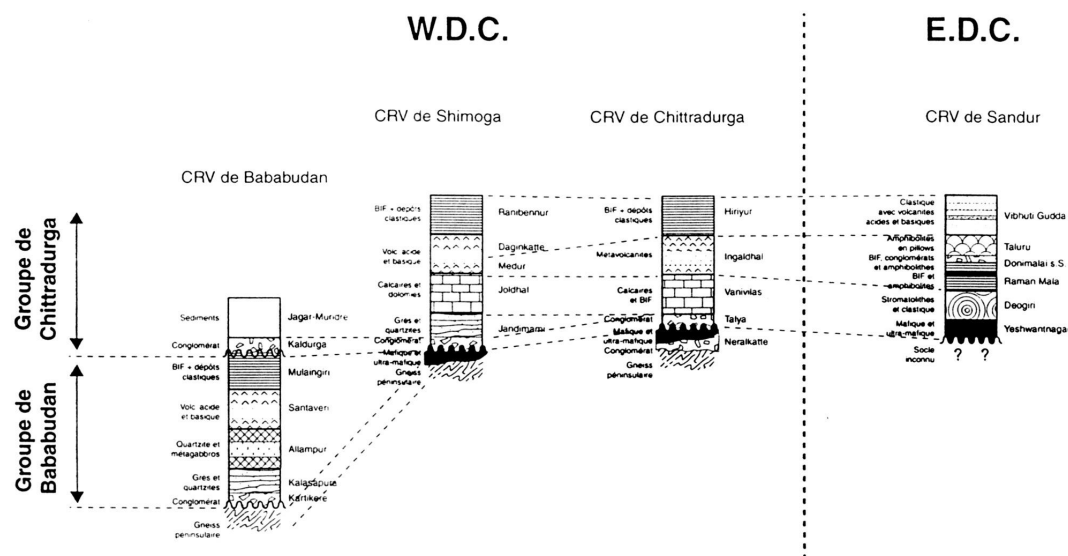 W.D.C.
E.D.C.
CRV de Shimoga
CRV de Chittradurga
CRV de Sandur
CRV de Bababudan
Groupe de
Chittradurga
Groupe de
Bababudan
Sediments
Jagar-Mundre
Conglomérat
Kaldurga
BIF + dépôts
clastiques
Mulaingiri
Volc acide
et basique
Santaveri
Quartzite et
métagabbros
Allampur
Grès et
quartzites
Kalasapura
Conglomérat
Kartikere
Gneiss
péninsulaire
BIF + dépôts
clastiques
Ranibennur
Volc acide
et basique
Daginkatte
Medur
Calcaires et
dolomies
Joldhal
Grès et
quartzites
Jandimami
Conglomérat
Mafique et
ultra-mafique
Gneiss
péninsulaire
BIF + dépôts
clastiques
Hiriyur
Metavolcanites
Ingaldhal
Calcaires
et BIF
Vanivilas
Conglomérat
Talya
Mafique et
ultra-mafique
Conglomérat
Neralkatte
Gneiss
péninsulaire
Clastique
avec volcanites
acides et basiques
Vibhuti Gudda
Amphibolites
en pillows
Taluru
BIF, conglomérats
et amphibolithes
Donimalai s.S.
BIF et
amphibolites
Raman Mala
Stromatolithes
et clastique
Deogiri
Mafique et
ultra-mafique
Yeshwantnaga
Socle
inconnu
? ?